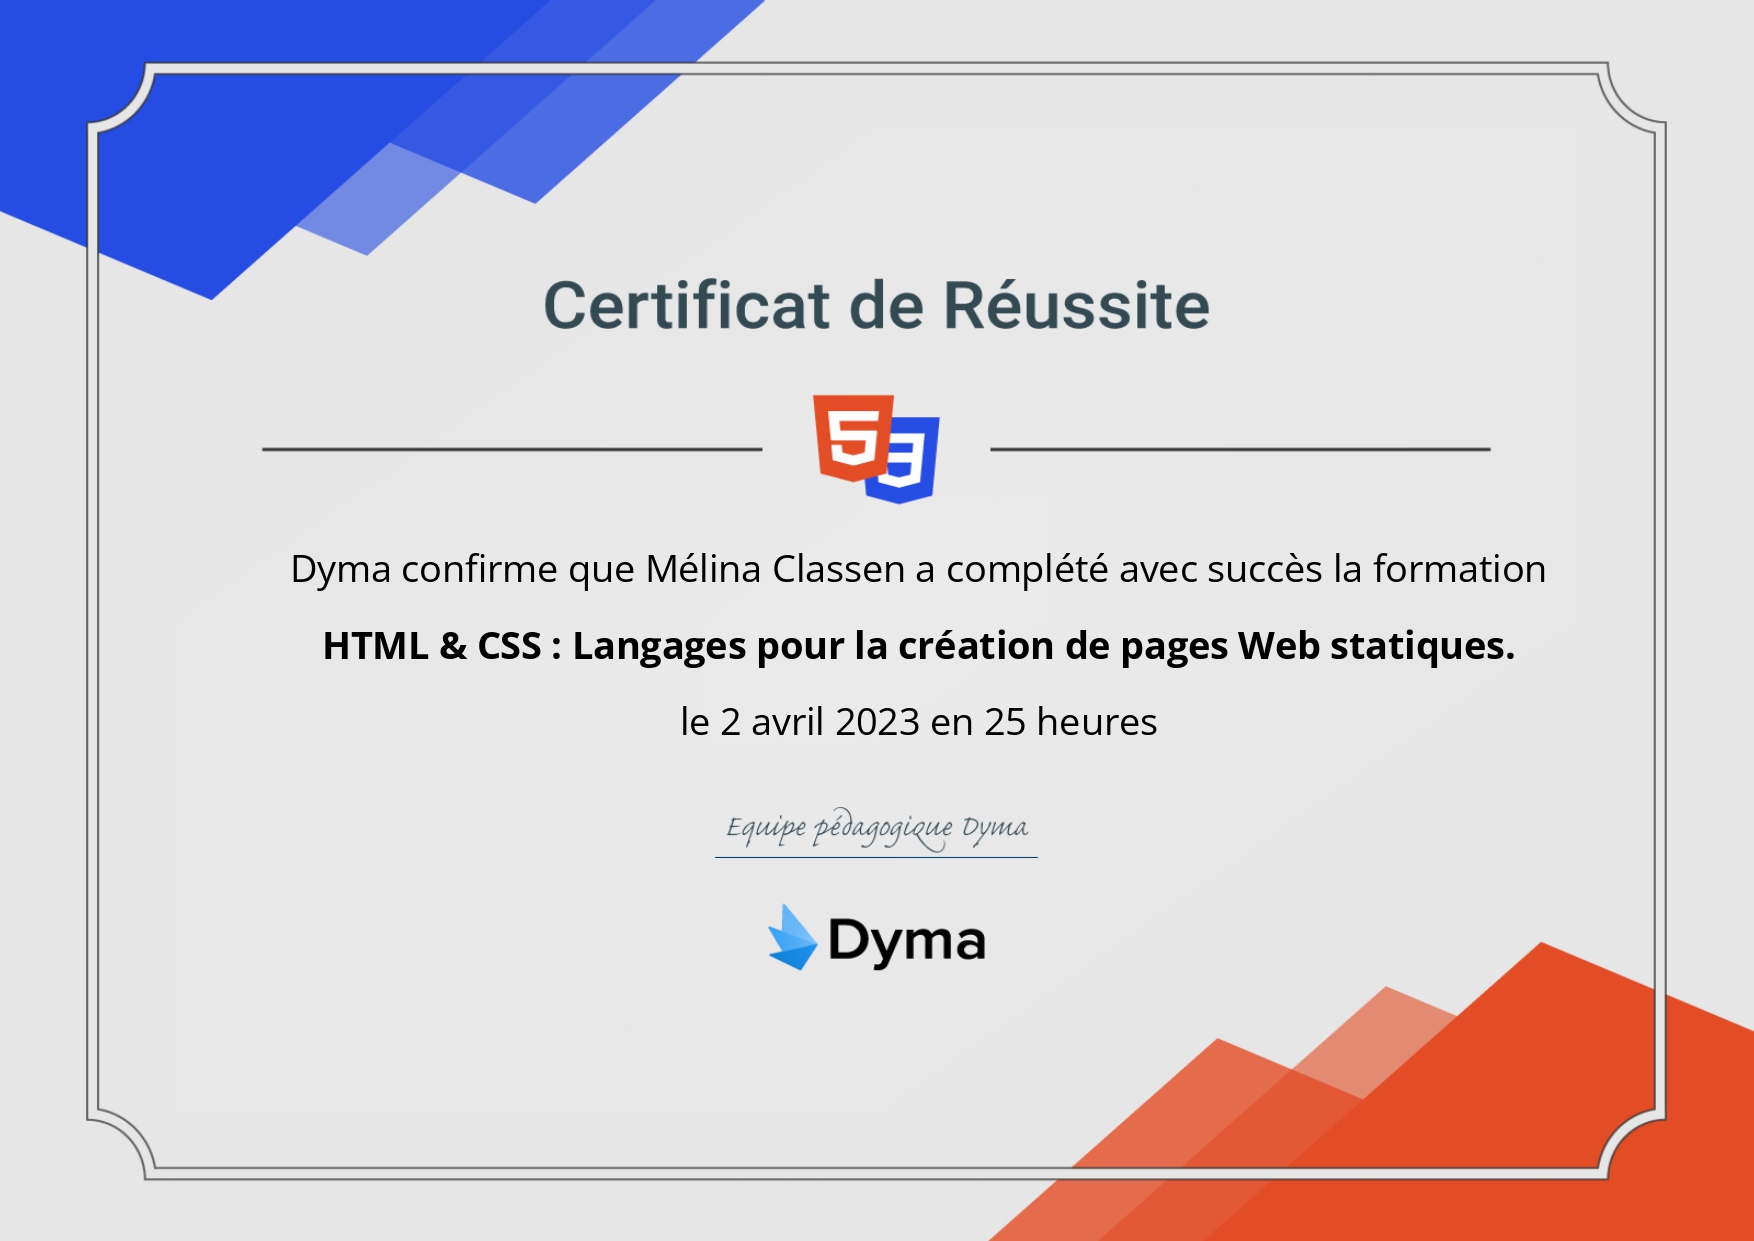 Certificat de Réussite
5
3
Dyma confirme que Mélina Classen a complété avec succès la formation
HTML & CSS : Langages pour la création de pages Web statiques.
le 2 avril 2023 en 25 heures
Equipe pédagogique Dyma
Dyma